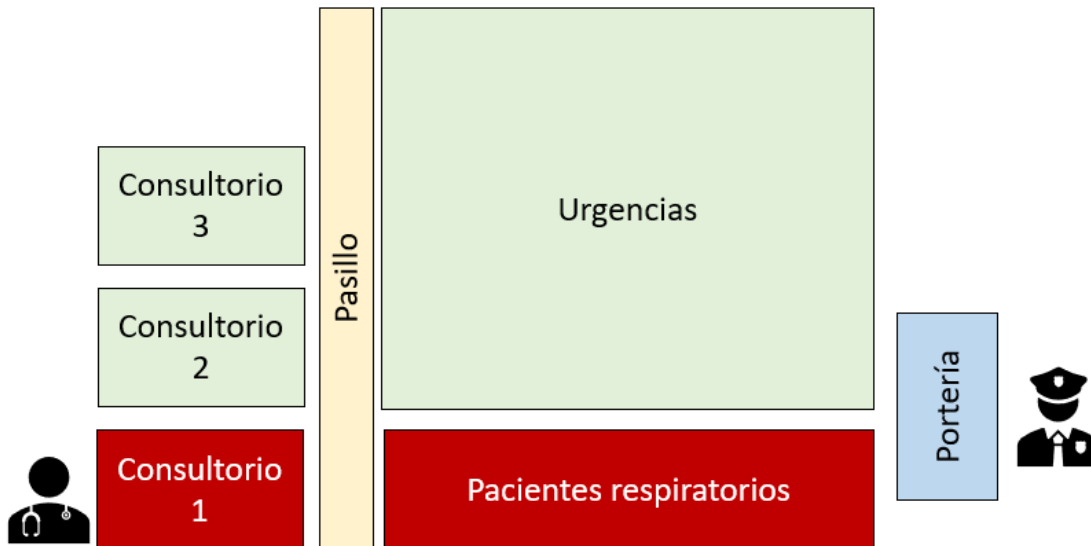 Consultorio
3
Consultorio
2
Consultorio
1
Pasillo
Urgencias
Pacientes respiratorios
Portería